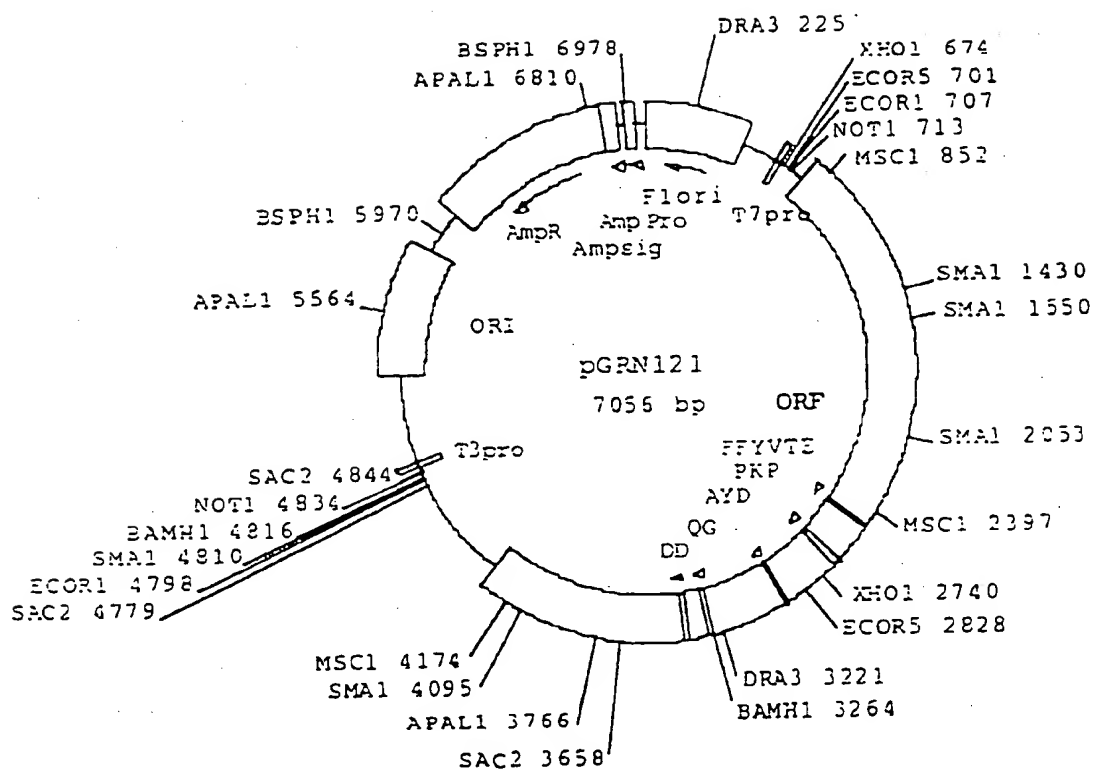 DRA3 225
BSPH1 6978
APAL1 6810
XHO1 674
ECOR5 701
ECOR1 707
NOT1 713
MSC1 852
Flori
T7pro
Amp Pro
AmpR
Ampsig
BSPH1 5970
APAL1 5564
ORI
SMA1 1430
SMA1 1550
pGRN121
7056 bp
ORF
SMA1 2053
FFYVTE
PKP
AYD
QG
DD
T3pro
SAC2 4844
NOT1 4834
BAMH1 4816
SMA1 4810
ECOR1 4798
SAC2 4779
MSC1 2397
XHO1 2740
ECOR5 2828
DRA3 3221
BAMH1 3264
MSC1 4174
SMA1 4095
APAL1 3766
SAC2 3658